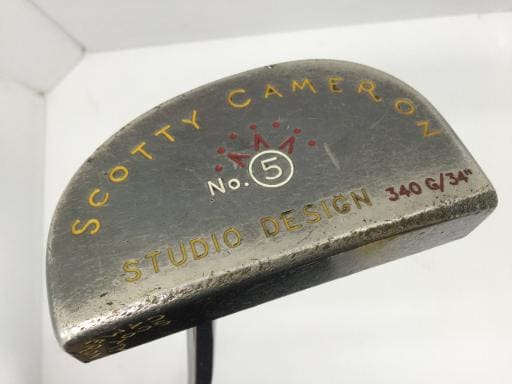 SCOTTY CAMERON
No. 5
STUDIO DESIGN 340 G/34"